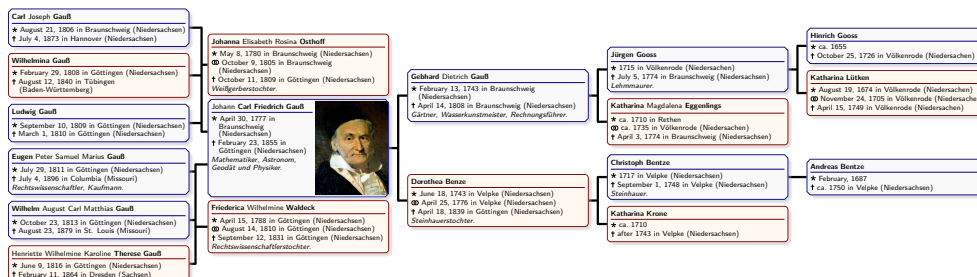 Carl Joseph Gauß
★ August 21, 1806 in Braunschweig (Niedersachsen)
† July 4, 1873 in Hannover (Niedersachsen)
Wilhelmina Gauß
★ February 29, 1808 in Göttingen (Niedersachsen)
† August 12, 1840 in Tübingen
(Baden-Württemberg)
Ludwig Gauß
★ September 10, 1809 in Göttingen (Niedersachsen)
† March 1, 1810 in Göttingen (Niedersachsen)
Eugen Peter Samuel Marius Gauß
★ July 29, 1811 in Göttingen (Niedersachsen)
† July 4, 1896 in Columbia (Missouri)
Rechtswissenschaftler, Kaufmann.
Wilhelm August Carl Matthias Gauß
★ October 23, 1813 in Göttingen (Niedersachsen)
† August 23, 1879 in St. Louis (Missouri)
Henriette Wilhelmine Karoline Therese Gauß
★ June 9, 1816 in Göttingen (Niedersachsen)
† February 11, 1864 in Dresden (Sachsen)
Johanna Elisabeth Rosina Osthoff
★ May 8, 1780 in Braunschweig (Niedersachsen)
⚭ October 9, 1805 in Braunschweig
(Niedersachsen)
† October 11, 1809 in Göttingen (Niedersachsen)
Weißgerberstochter.
Johann Carl Friedrich Gauß
★ April 30, 1777 in
Braunschweig
(Niedersachsen)
† February 23, 1855 in
Göttingen (Niedersachsen)
Mathematiker, Astronom,
Geodät und Physiker.
Friederica Wilhelmine Waldeck
★ April 15, 1788 in Göttingen (Niedersachsen)
⚭ August 14, 1810 in Göttingen (Niedersachsen)
† September 12, 1831 in Göttingen (Niedersachsen)
Rechtswissenschaftlerstochter.
Gebhard Dietrich Gauß
★ February 13, 1743 in Braunschweig
(Niedersachsen)
† April 14, 1808 in Braunschweig (Niedersachsen)
Gärtner, Wasserkunstmeister, Rechnungsführer.
Dorothea Benze
★ June 18, 1743 in Velpke (Niedersachsen)
⚭ April 25, 1776 in Velpke (Niedersachsen)
† April 18, 1839 in Göttingen (Niedersachsen)
Steinhauerstochter.
Jürgen Gooss
★ 1715 in Völkenrode (Niedersachsen)
† July 5, 1774 in Braunschweig (Niedersachsen)
Lehmmaurer.
Katharina Magdalena Eggenlings
★ ca. 1710 in Rethen
⚭ ca. 1735 in Völkenrode (Niedersachsen)
† April 3, 1774 in Braunschweig (Niedersachsen)
Christoph Bentze
★ 1717 in Velpke (Niedersachsen)
† September 1, 1748 in Velpke (Niedersachsen)
Steinhauer.
Katharina Krone
★ ca. 1710
† after 1743 in Velpke (Niedersachsen)
Hinrich Gooss
★ ca. 1655
† October 25, 1726 in Völkenrode (Niedersachsen)
Katharina Lütken
★ August 19, 1674 in Völkenrode (Niedersachsen)
⚭ November 24, 1705 in Völkenrode (Niedersachsen)
† April 15, 1749 in Völkenrode (Niedersachsen)
Andreas Bentze
★ February, 1687
† ca. 1750 in Velpke (Niedersachsen)